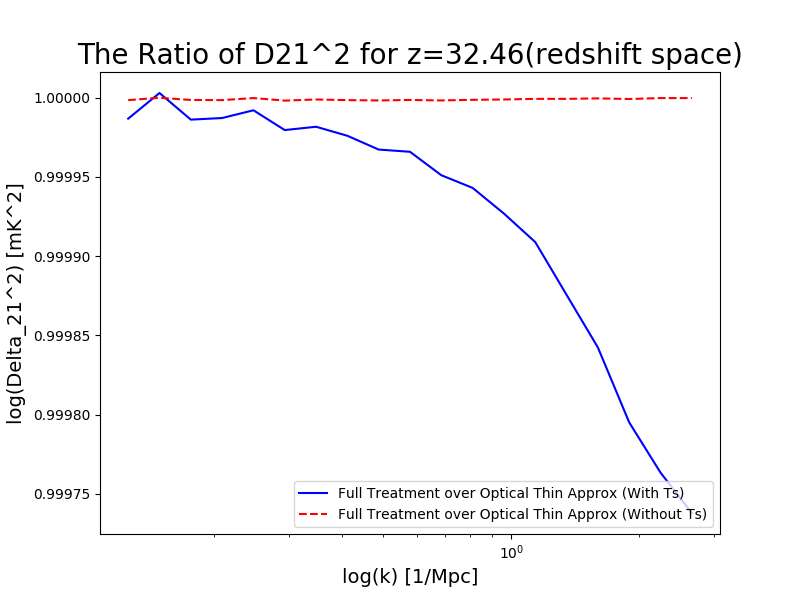 The Ratio of D21^2 for z=32.46(redshift space)
log(Delta_21^2) [mK^2]
1.00000
0.99995
0.99990
0.99985
0.99980
0.99975
Full Treatment over Optical Thin Approx (With Ts)
Full Treatment over Optical Thin Approx (Without Ts)
10^0
log(k) [1/Mpc]